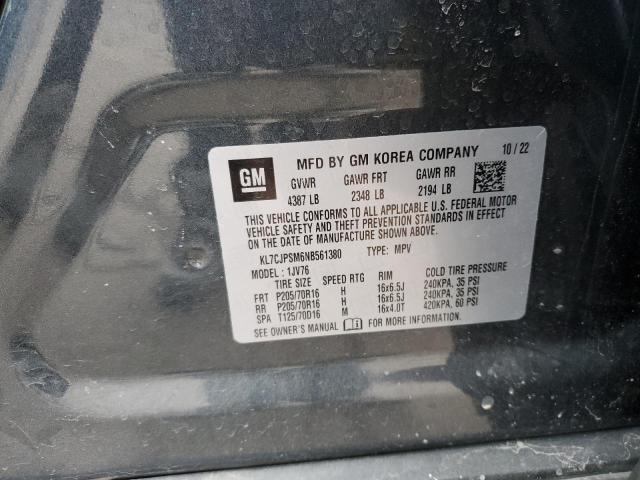 GM MFD BY GM KOREA COMPANY 10/22
GVWR GAWR FRT GAWR RR
4387 LB 2348 LB 2194 LB
THIS VEHICLE CONFORMS TO ALL APPLICABLE U.S. FEDERAL MOTOR
VEHICLE SAFETY AND THEFT PREVENTION STANDARDS IN EFFECT
ON THE DATE OF MANUFACTURE SHOWN ABOVE.
KL7CJPSM6NB561380 TYPE: MPV
MODEL: 1JV76
TIRE SIZE SPEED RTG RIM COLD TIRE PRESSURE
FRT P205/70R16 H 16x6.5J 240KPA, 35 PSI
RR P205/70R16 H 16x6.5J 240KPA, 35 PSI
SPA T125/70D16 M 16x4.0T 420KPA, 60 PSI
SEE OWNER'S MANUAL FOR MORE INFORMATION.